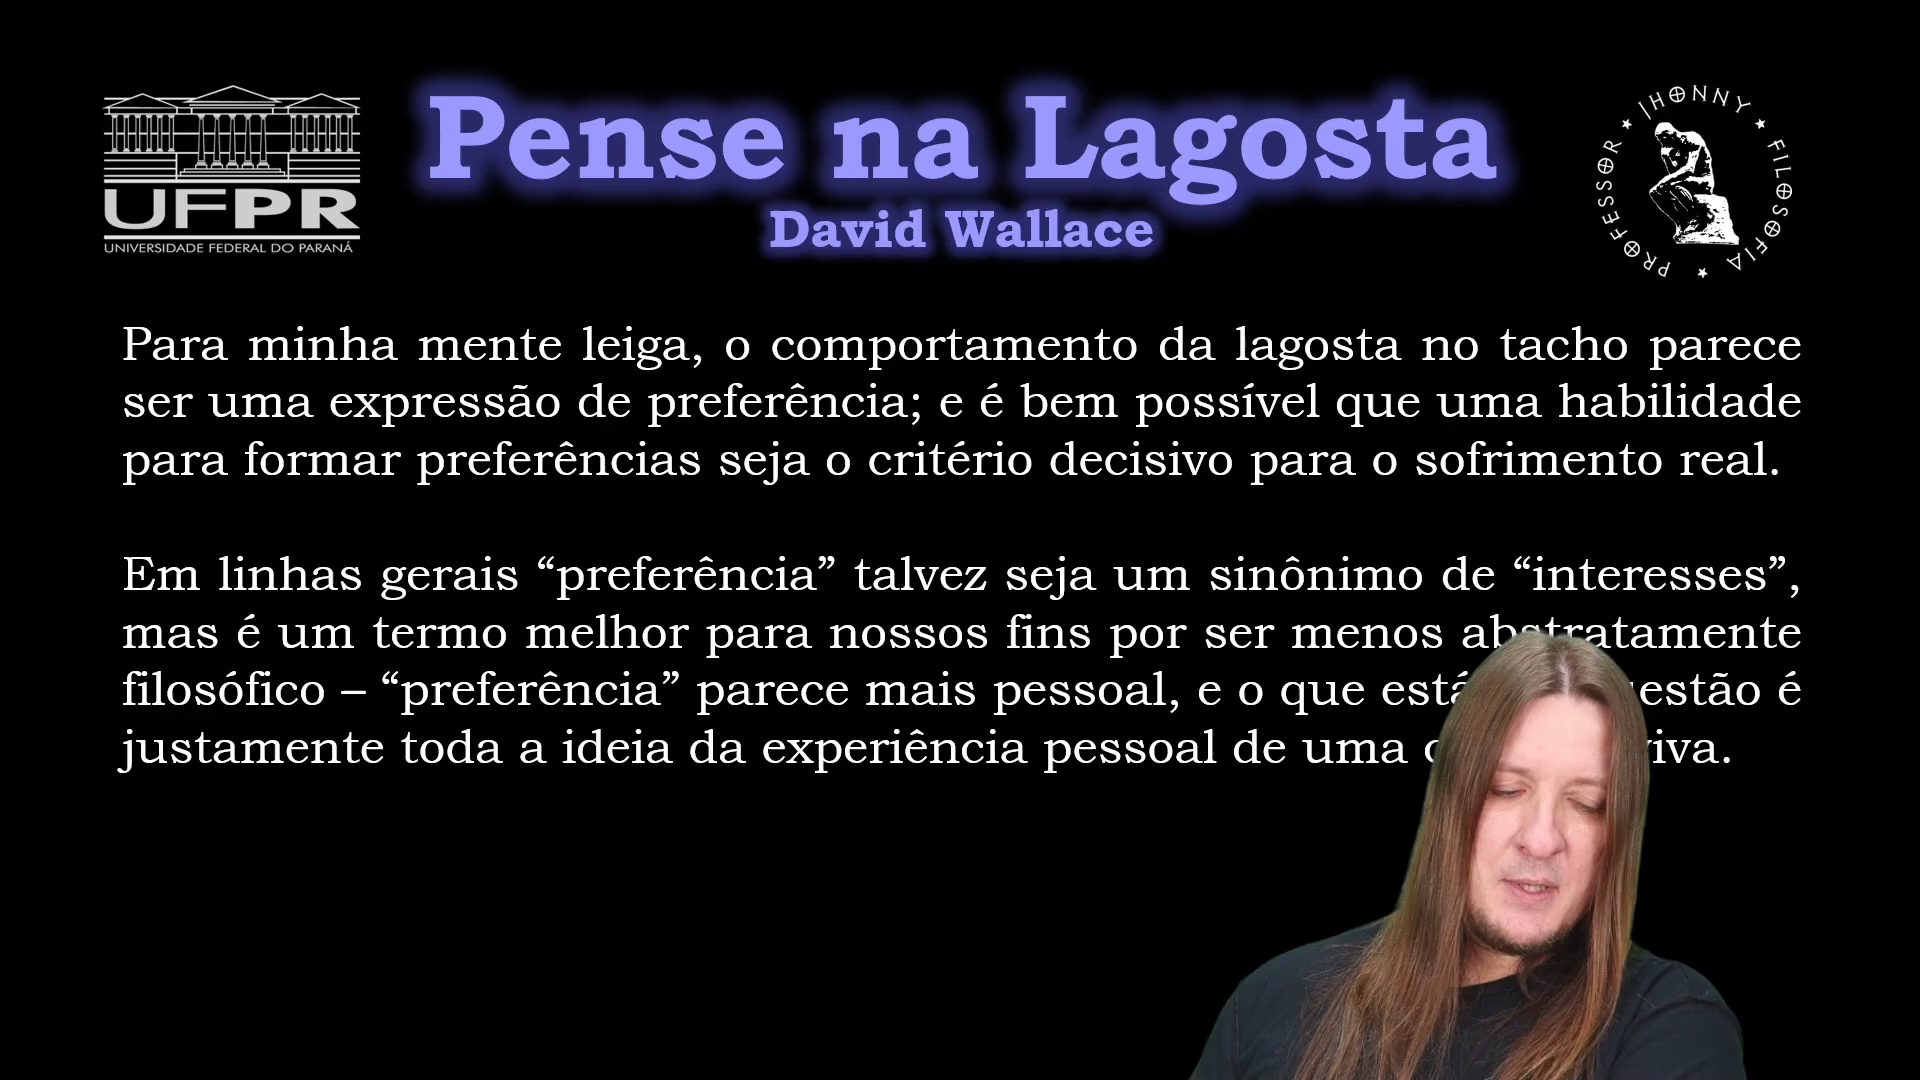 UFPR
UNIVERSIDADE FEDERAL DO PARANÁ
Pense na Lagosta
David Wallace
PROFESSOR ★ JHONNY ★ FILOSOFIA ★
Para minha mente leiga, o comportamento da lagosta no tacho parece
ser uma expressão de preferência; e é bem possível que uma habilidade
para formar preferências seja o critério decisivo para o sofrimento real.
Em linhas gerais “preferência” talvez seja um sinônimo de “interesses”,
mas é um termo melhor para nossos fins por ser menos abstratamente
filosófico – “preferência” parece mais pessoal, e o que está é
justamente toda a ideia da experiência pessoal de uma